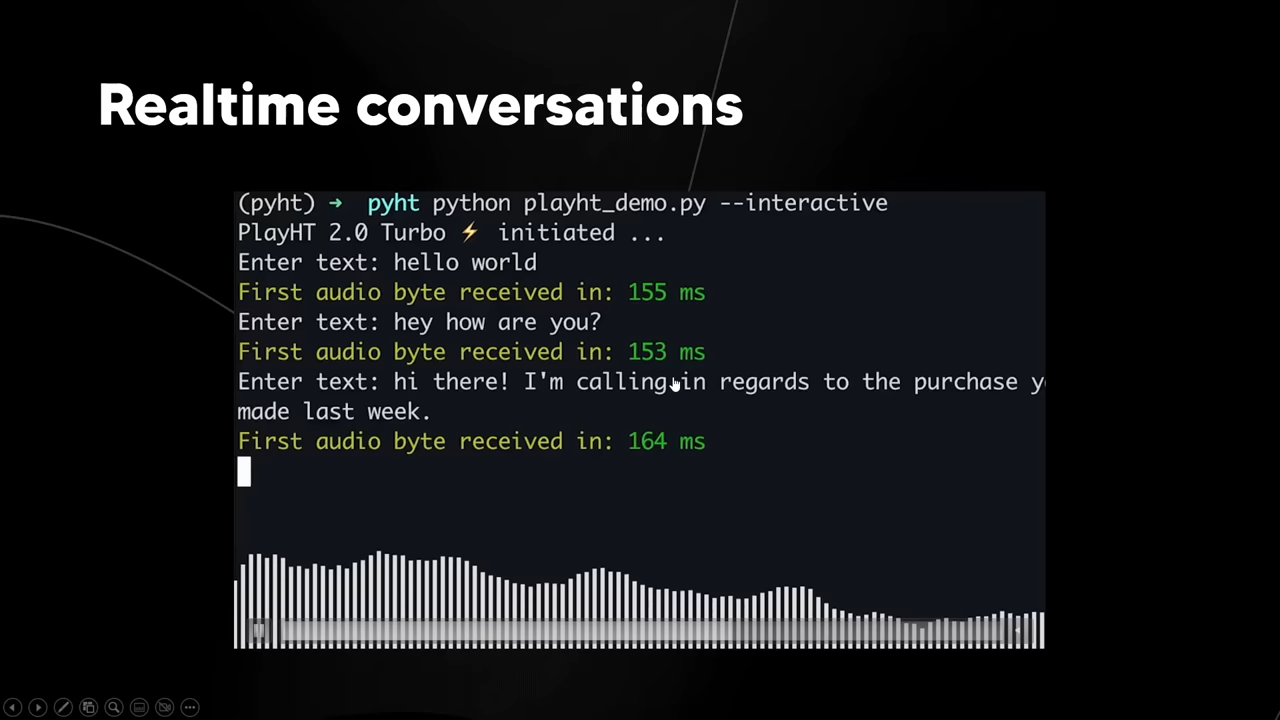 Realtime conversations
(pyht) ➜ pyht python playht_demo.py --interactive
PlayHT 2.0 Turbo ⚡ initiated ...
Enter text: hello world
First audio byte received in: 155 ms
Enter text: hey how are you?
First audio byte received in: 153 ms
Enter text: hi there! I'm calling in regards to the purchase y
made last week.
First audio byte received in: 164 ms